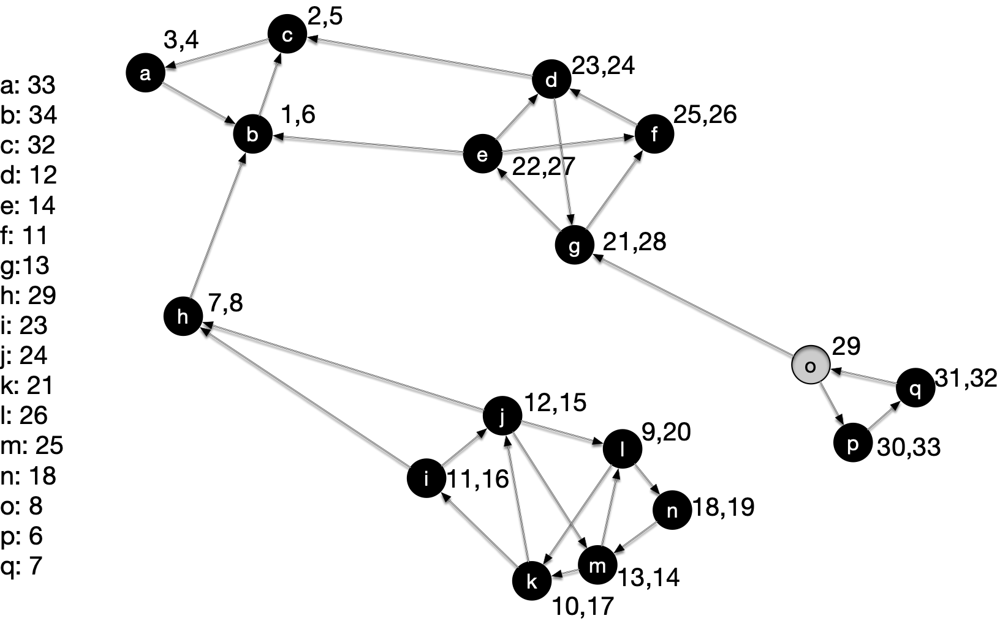 a: 33
b: 34
c: 32
d: 12
e: 14
f: 11
g:13
h: 29
i: 23
j: 24
k: 21
l: 26
m: 25
n: 18
o: 8
p: 6
q: 7
c
2,5
a
3,4
b
1,6
d
23,24
f
25,26
e
22,27
g
21,28
h
7,8
o
29
q
31,32
p
30,33
j
12,15
l
9,20
i
11,16
n
18,19
m
13,14
k
10,17